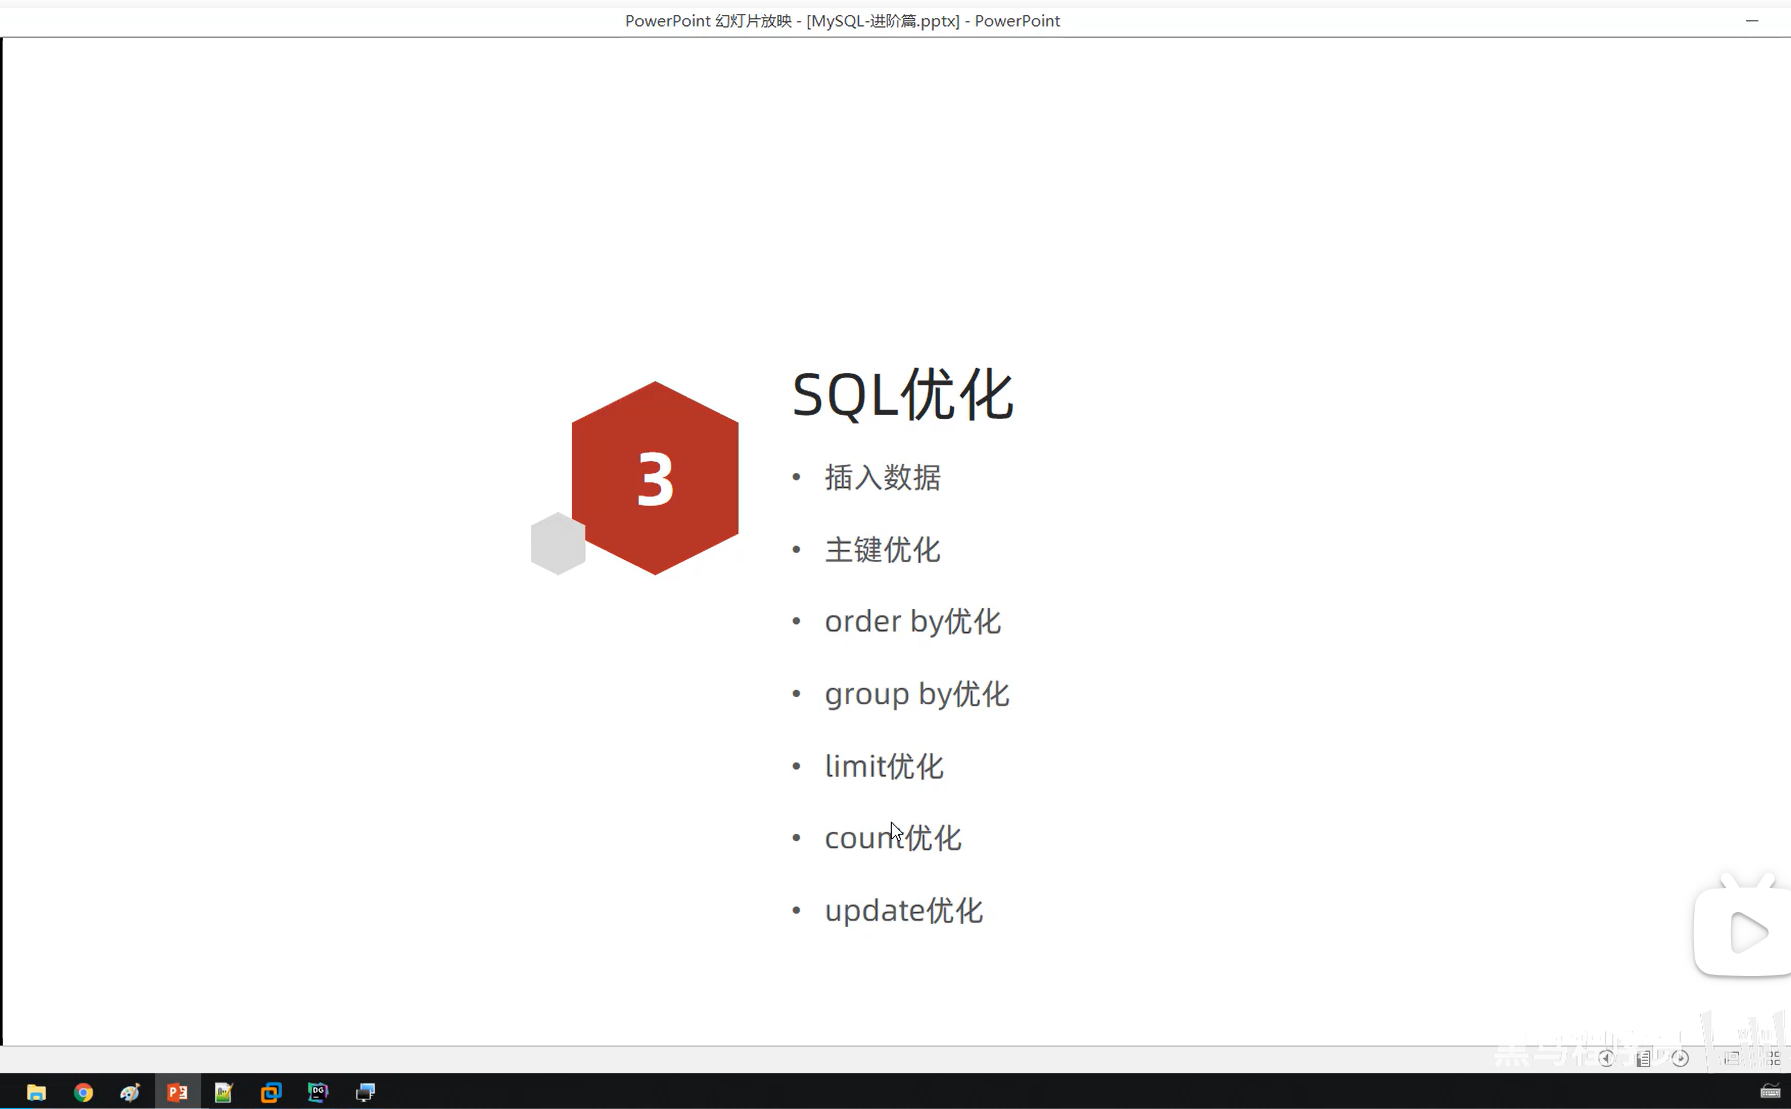 PowerPoint 幻灯片放映 - [MySQL-进阶篇.pptx] - PowerPoint
3
SQL优化
• 插入数据
• 主键优化
• order by优化
• group by优化
• limit优化
• count优化
• update优化